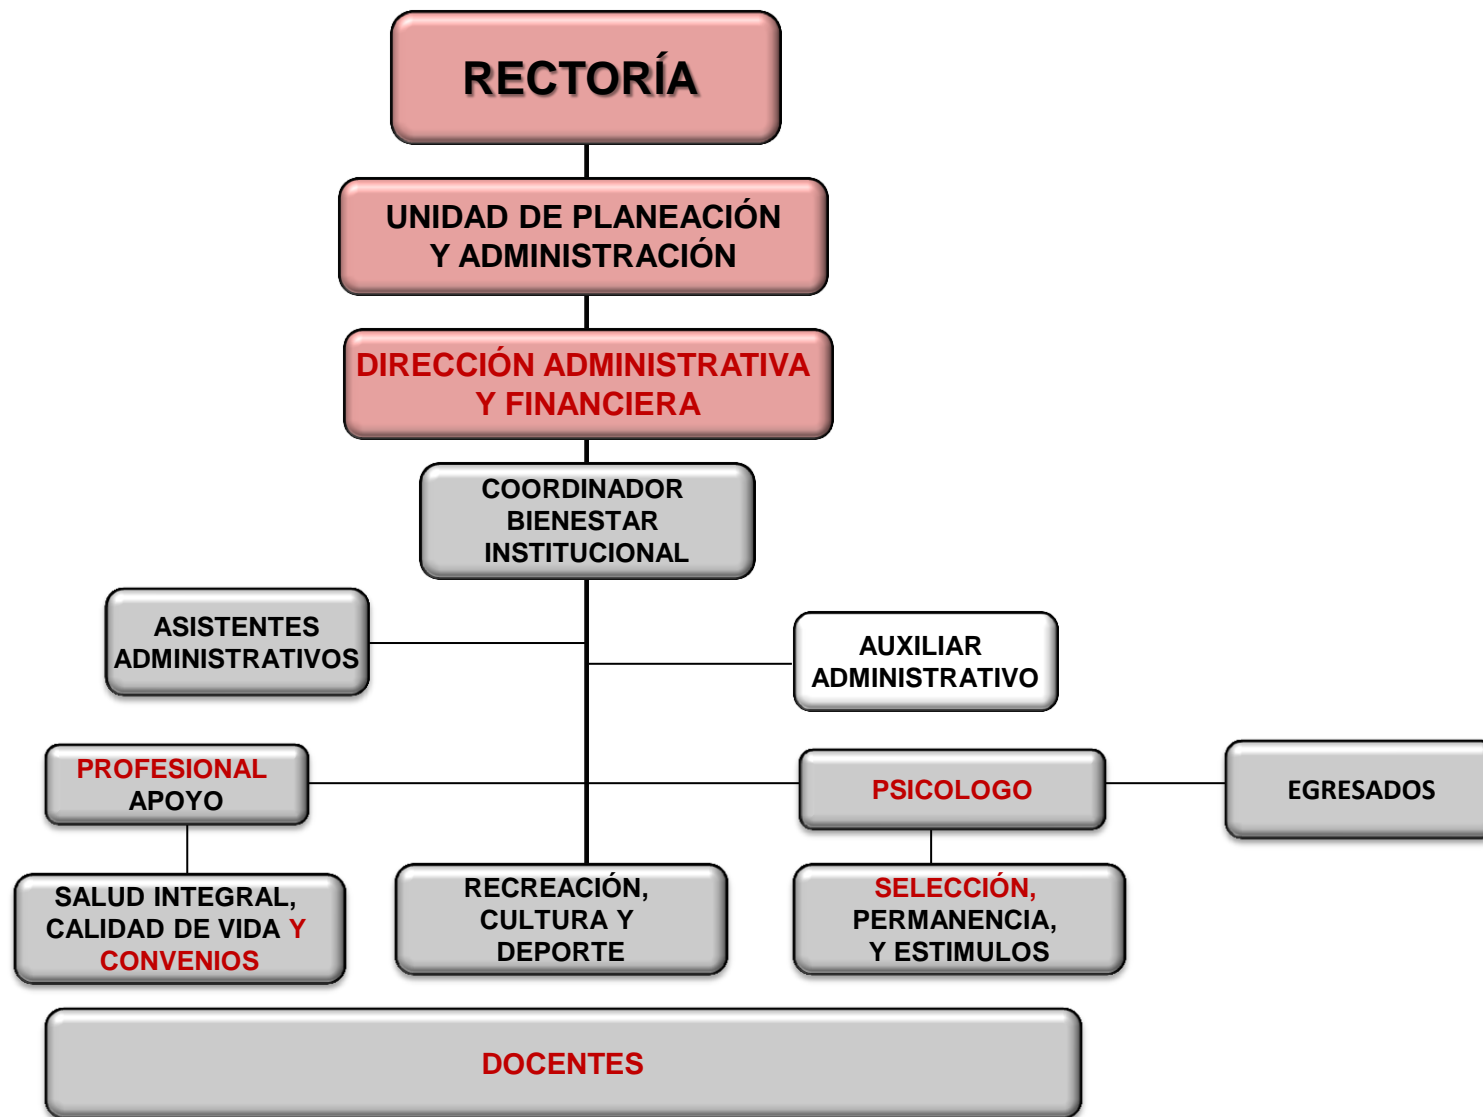 RECTORÍA
UNIDAD DE PLANEACIÓN
Y ADMINISTRACIÓN
DIRECCIÓN ADMINISTRATIVA
Y FINANCIERA
COORDINADOR
BIENESTAR
INSTITUCIONAL
ASISTENTES
ADMINISTRATIVOS
AUXILIAR
ADMINISTRATIVO
PROFESIONAL
APOYO
PSICOLOGO
EGRESADOS
SALUD INTEGRAL,
CALIDAD DE VIDA Y
CONVENIOS
RECREACIÓN,
CULTURA Y
DEPORTE
SELECCIÓN,
PERMANENCIA,
Y ESTIMULOS
DOCENTES